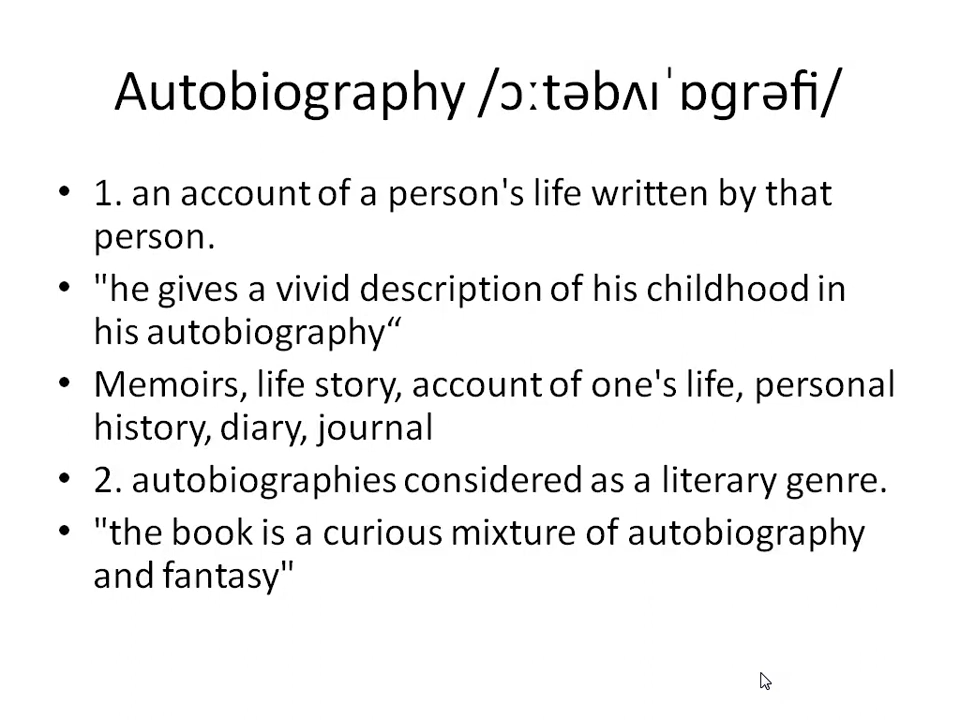 Autobiography /ɔːtəbʌɪˈɒɡrəfi/
• 1. an account of a person's life written by that
person.
• "he gives a vivid description of his childhood in
his autobiography“
• Memoirs, life story, account of one's life, personal
history, diary, journal
• 2. autobiographies considered as a literary genre.
• "the book is a curious mixture of autobiography
and fantasy"